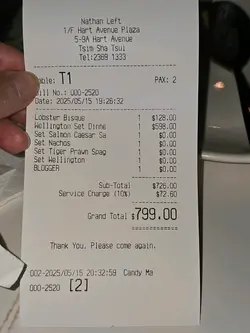 Nathan Left
1/F Hart Avenue Plaza
5-9A Hart Avenue
Tsim Sha Tsui
Tel:2389 1333
able: T1 PAX: 2
ill No.: 000-2520
Date: 2025/05/15 19:26:32
Lobster Bisque 1 $128.00
Wellington Set Dinne 1 $598.00
Set Salmon Caesar Sa 1 $0.00
Set Nachos 1 $0.00
Set Tiger Prawn Spag 1 $0.00
Set Wellington 1 $0.00
BLOGGER 1 $0.00
Sub-Total $726.00
Service Charge (10%) $72.60
Grand Total $799.00
Thank You, Please come again.
002-2025/05/15 20:32:59 Candy Ma
000-2520 [2]